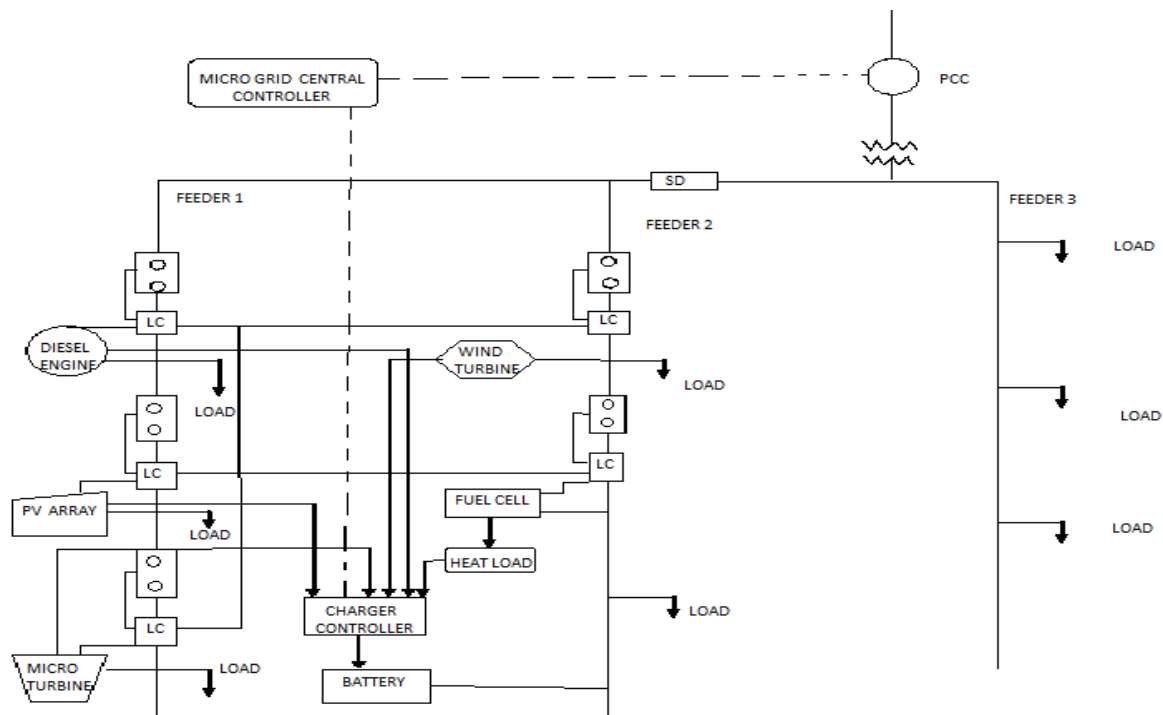 MICRO GRID CENTRAL
CONTROLLER
PCC
SD
FEEDER 1
FEEDER 2
FEEDER 3
LOAD
LC
LC
DIESEL
ENGINE
WIND
TURBINE
LOAD
LOAD
LOAD
LC
LC
PV ARRAY
FUEL CELL
LOAD
LOAD
HEAT LOAD
CHARGER
CONTROLLER
LOAD
LC
MICRO
TURBINE
LOAD
BATTERY